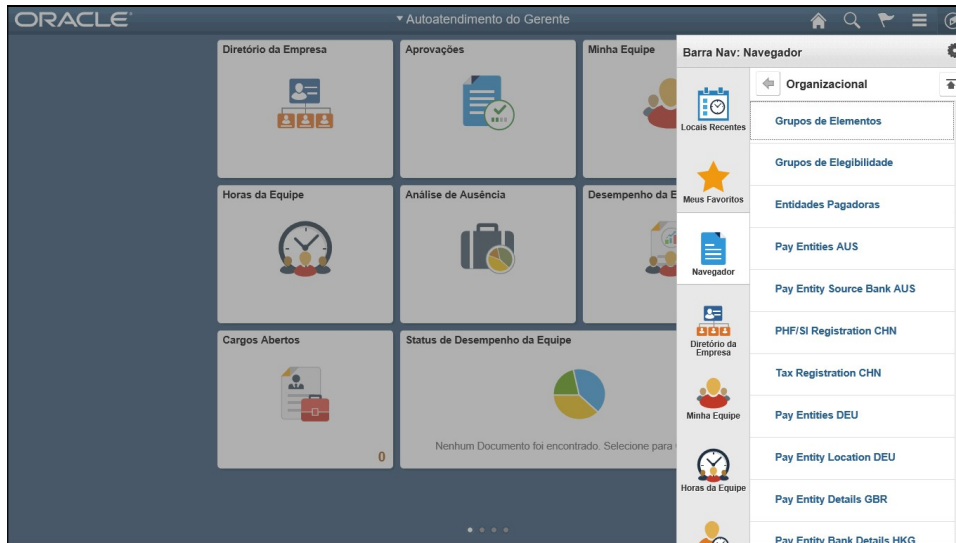 ORACLE
Autoatendimento do Gerente
Diretório da Empresa
Aprovações
Minha Equipe
Horas da Equipe
Análise de Ausência
Desempenho da E
Cargos Abertos
0
Status de Desempenho da Equipe
Nenhum Documento foi encontrado. Selecione para
Barra Nav: Navegador
Locais Recentes
Meus Favoritos
Navegador
Diretório da
Empresa
Minha Equipe
Horas da Equipe
Organizacional
Grupos de Elementos
Grupos de Elegibilidade
Entidades Pagadoras
Pay Entities AUS
Pay Entity Source Bank AUS
PHF/SI Registration CHN
Tax Registration CHN
Pay Entities DEU
Pay Entity Location DEU
Pay Entity Details GBR
Pay Entity Bank Details HKG